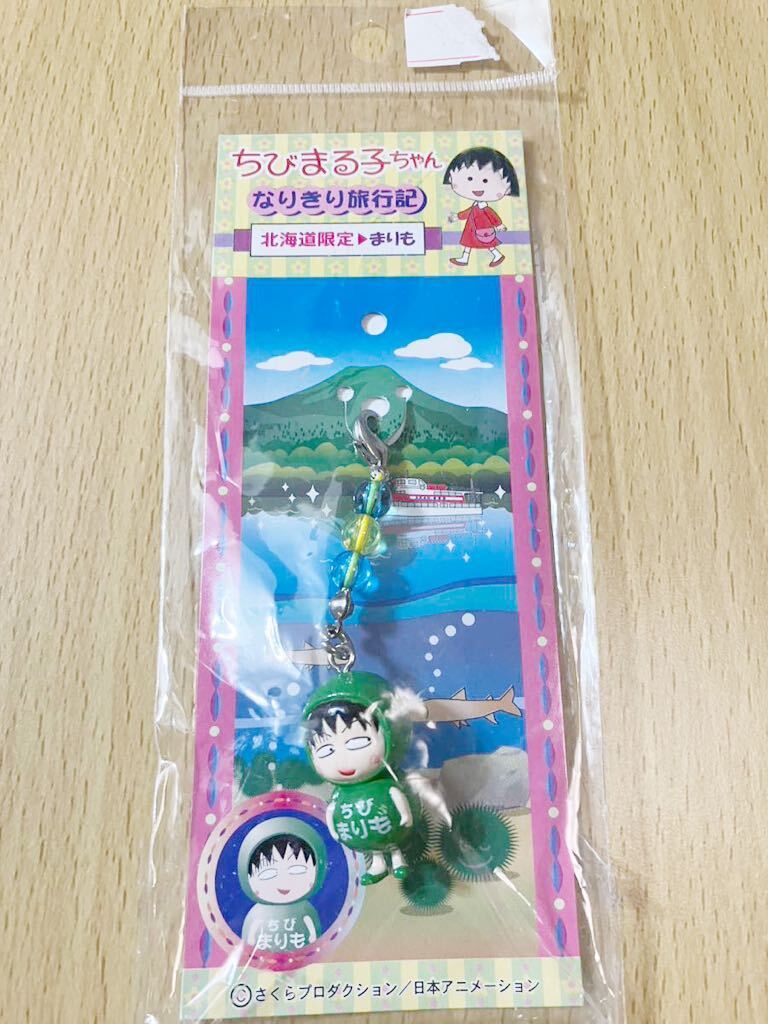 ちびまる子ちゃん
なりきり旅行記
北海道限定▶まりも
ちび
まりも
ちび
まりも
©さくらプロダクション/日本アニメーション